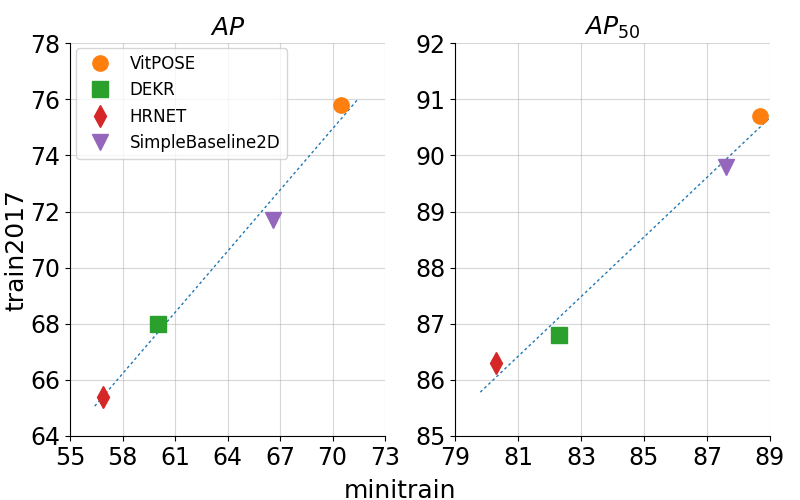 AP
AP50
78
76
74
72
70
68
66
64
VitPOSE
DEKR
HRNET
SimpleBaseline2D
92
91
90
89
88
87
86
85
train2017
55 58 61 64 67 70 73
79 81 83 85 87 89
minitrain